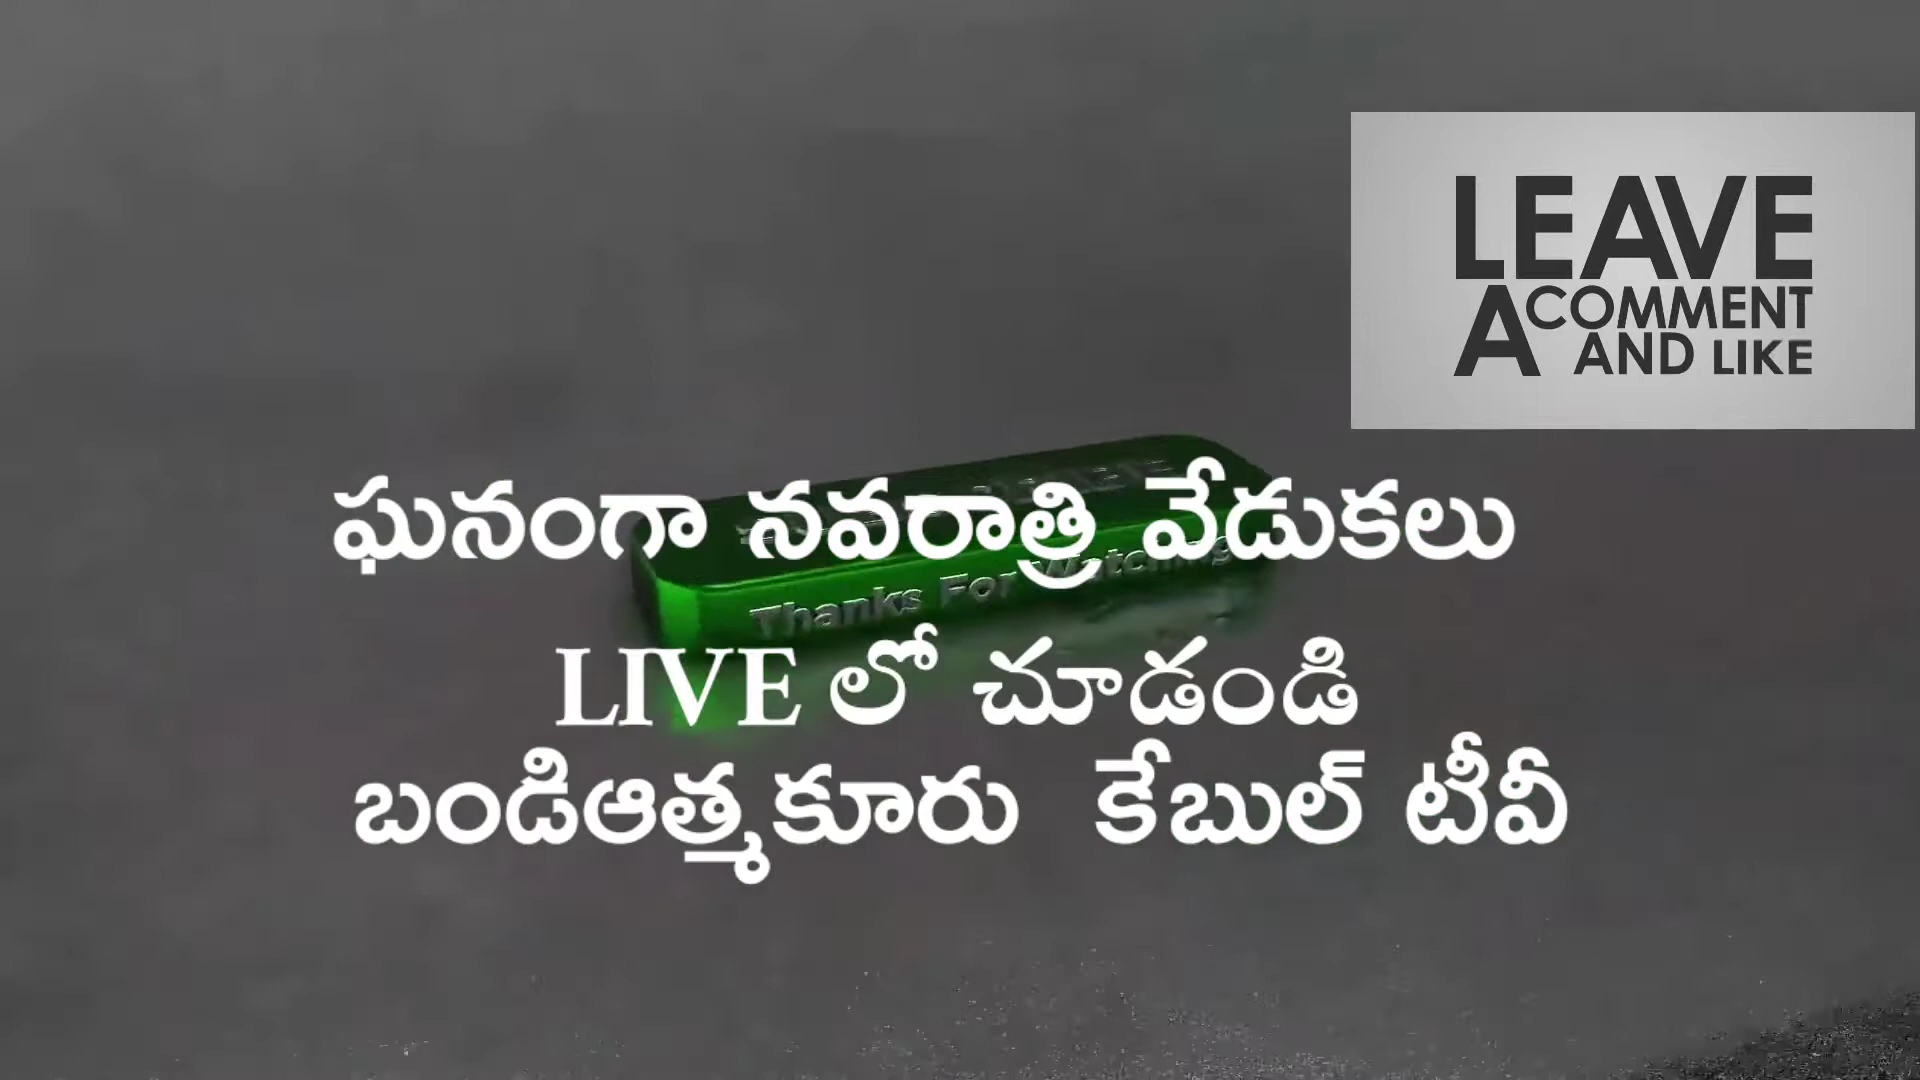 LEAVE
A COMMENT
AND LIKE
ఘనంగా నవరాత్రి వేడుకలు
Thanks For Watching
LIVE లో చూడండి
బండిఆత్మకూరు కేబుల్ టీవీ